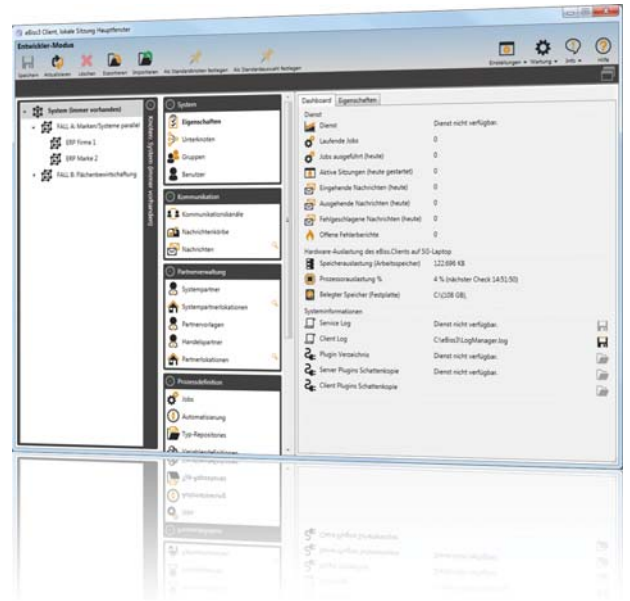 eBiss3 Client, lokale Sitzung Hauptfenster
Entwickler-Modus
Speichern Aktualisieren Löschen Exportieren Importieren Als Standardknoten festlegen Als Standardauswahl festlegen
Einstellungen Wartung Info Hilfe
System (immer vorhanden)
FALL A: Marken/Systeme parallel
ERP Firma 1
ERP Marke 2
FALL B: Flächenbewirtschaftung
Knoten: System (immer vorhanden)
System
Eigenschaften
Unterknoten
Gruppen
Benutzer
Kommunikation
Kommunikationskanäle
Nachrichtenkörbe
Nachrichten
Partnerverwaltung
Systempartner
Systempartnerlokationen
Partnervorlagen
Handelspartner
Partnerlokationen
Prozessdefinition
Jobs
Automatisierung
Typ-Repositories
Variablendefinitionen
Dashboard Eigenschaften
Dienst
Dienst Dienst nicht verfügbar.
Laufende Jobs 0
Jobs ausgeführt (heute) 0
Aktive Sitzungen (heute gestartet) 0
Eingehende Nachrichten (heute) 0
Ausgehende Nachrichten (heute) 0
Fehlgeschlagene Nachrichten (heute) 0
Offene Fehlerberichte 0
Hardware-Auslastung des eBiss.Clients auf SG-Laptop
Speicherauslastung (Arbeitsspeicher) 122.696 KB
Prozessorauslastung % 4 % (nächster Check 14:51:50)
Belegter Speicher (Festplatte) C:\(108 GB),
Systeminformationen
Service Log Dienst nicht verfügbar.
Client Log C:\eBiss3\LogManager.log
Plugin Verzeichnis Dienst nicht verfügbar.
Server Plugins Schattenkopie Dienst nicht verfügbar.
Client Plugins Schattenkopie